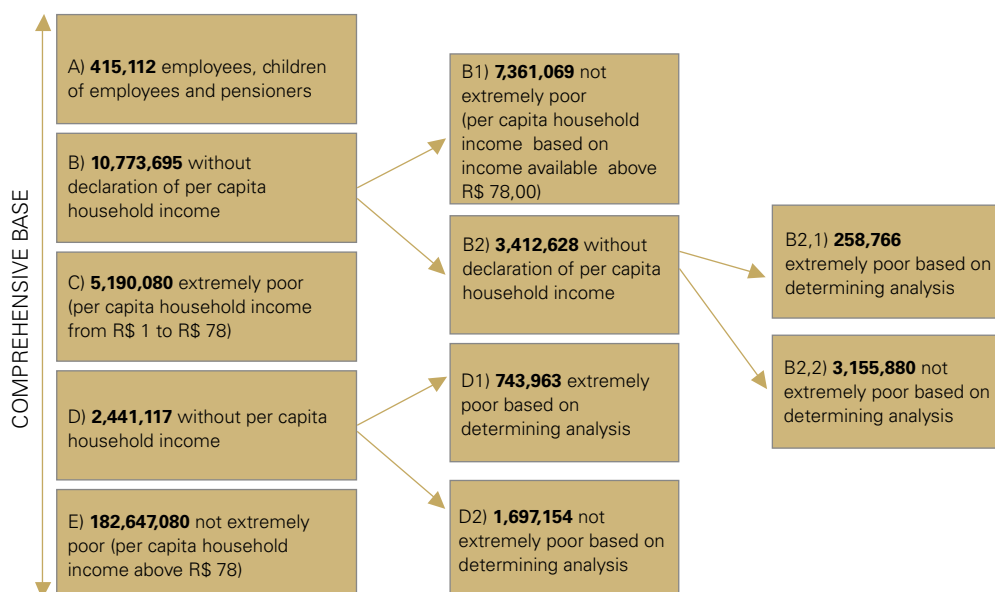 COMPREHENSIVE BASE
A) 415,112 employees, children
of employees and pensioners
B) 10,773,695 without
declaration of per capita
household income
C) 5,190,080 extremely poor
(per capita household income
from R$ 1 to R$ 78)
D) 2,441,117 without per capita
household income
E) 182,647,080 not extremely
poor (per capita household
income above R$ 78)
B1) 7,361,069 not
extremely poor
(per capita household
income based on
income available above
R$ 78,00)
B2) 3,412,628 without
declaration of per capita
household income
D1) 743,963 extremely
poor based on
determining analysis
D2) 1,697,154 not
extremely poor based on
determining analysis
B2,1) 258,766
extremely poor based on
determining analysis
B2,2) 3,155,880 not
extremely poor based on
determining analysis